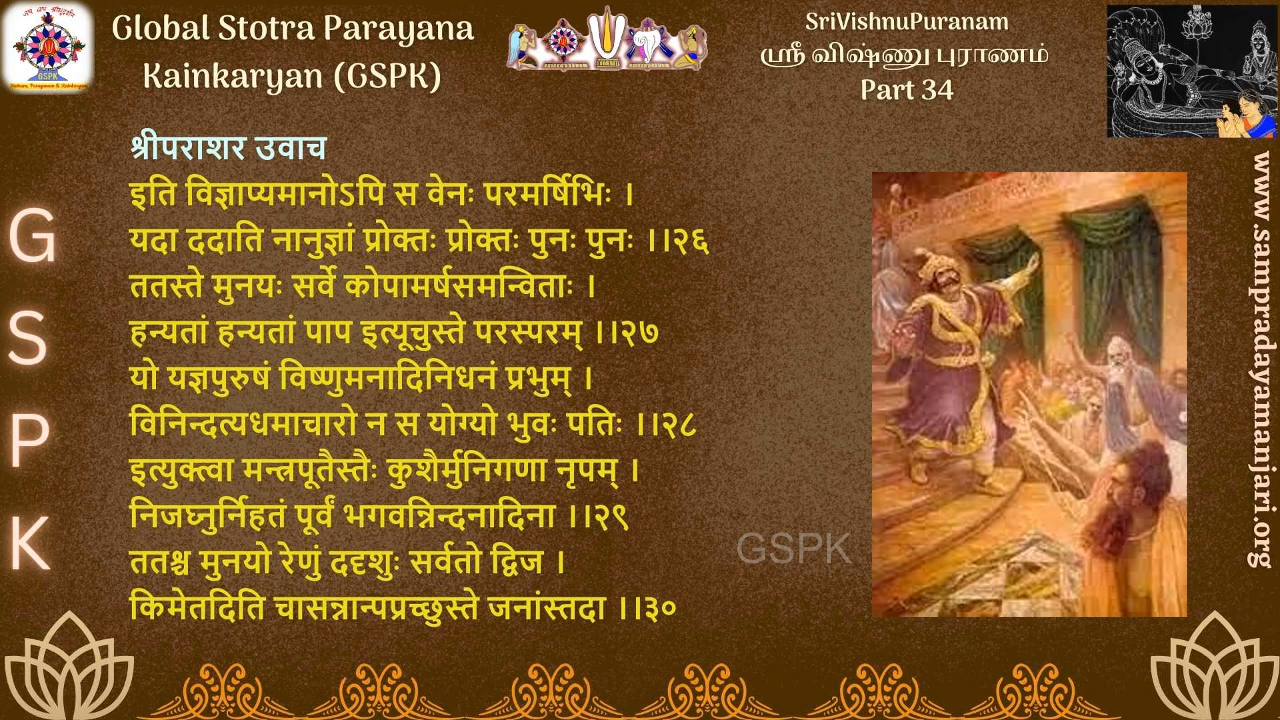 Global Stotra Parayana
Kainkaryan (GSPK)
SriVishnuPuranam
ஸ்ரீ விஷ்ணு புராணம்
Part 34
GSPK
श्रीपराशर उवाच
इति विज्ञाप्यमानोऽपि स वेनः परमर्षिभिः ।
यदा ददाति नानुज्ञां प्रोक्तः प्रोक्तः पुनः पुनः ।।२६
ततस्ते मुनयः सर्वे कोपामर्षसमन्विताः ।
हन्यतां हन्यतां पाप इत्यूचुस्ते परस्परम् ।।२७
यो यज्ञपुरुषं विष्णुमनादिनिधनं प्रभुम् ।
विनिन्दत्यधमाचारो न स योग्यो भुवः पतिः ।।२८
इत्युक्त्वा मन्त्रपूतैस्तैः कुशैर्मुनिगणा नृपम् ।
निजघ्नुर्निहतं पूर्वं भगवन्निन्दनादिना ।।२९
ततश्च मुनयो रेणुं ददृशुः सर्वतो द्विज ।
किमेतदिति चासन्नान्पप्रच्छुस्ते जनांस्तदा ।।३०
G
S
P
K
GSPK
www.sampradayamanjari.org